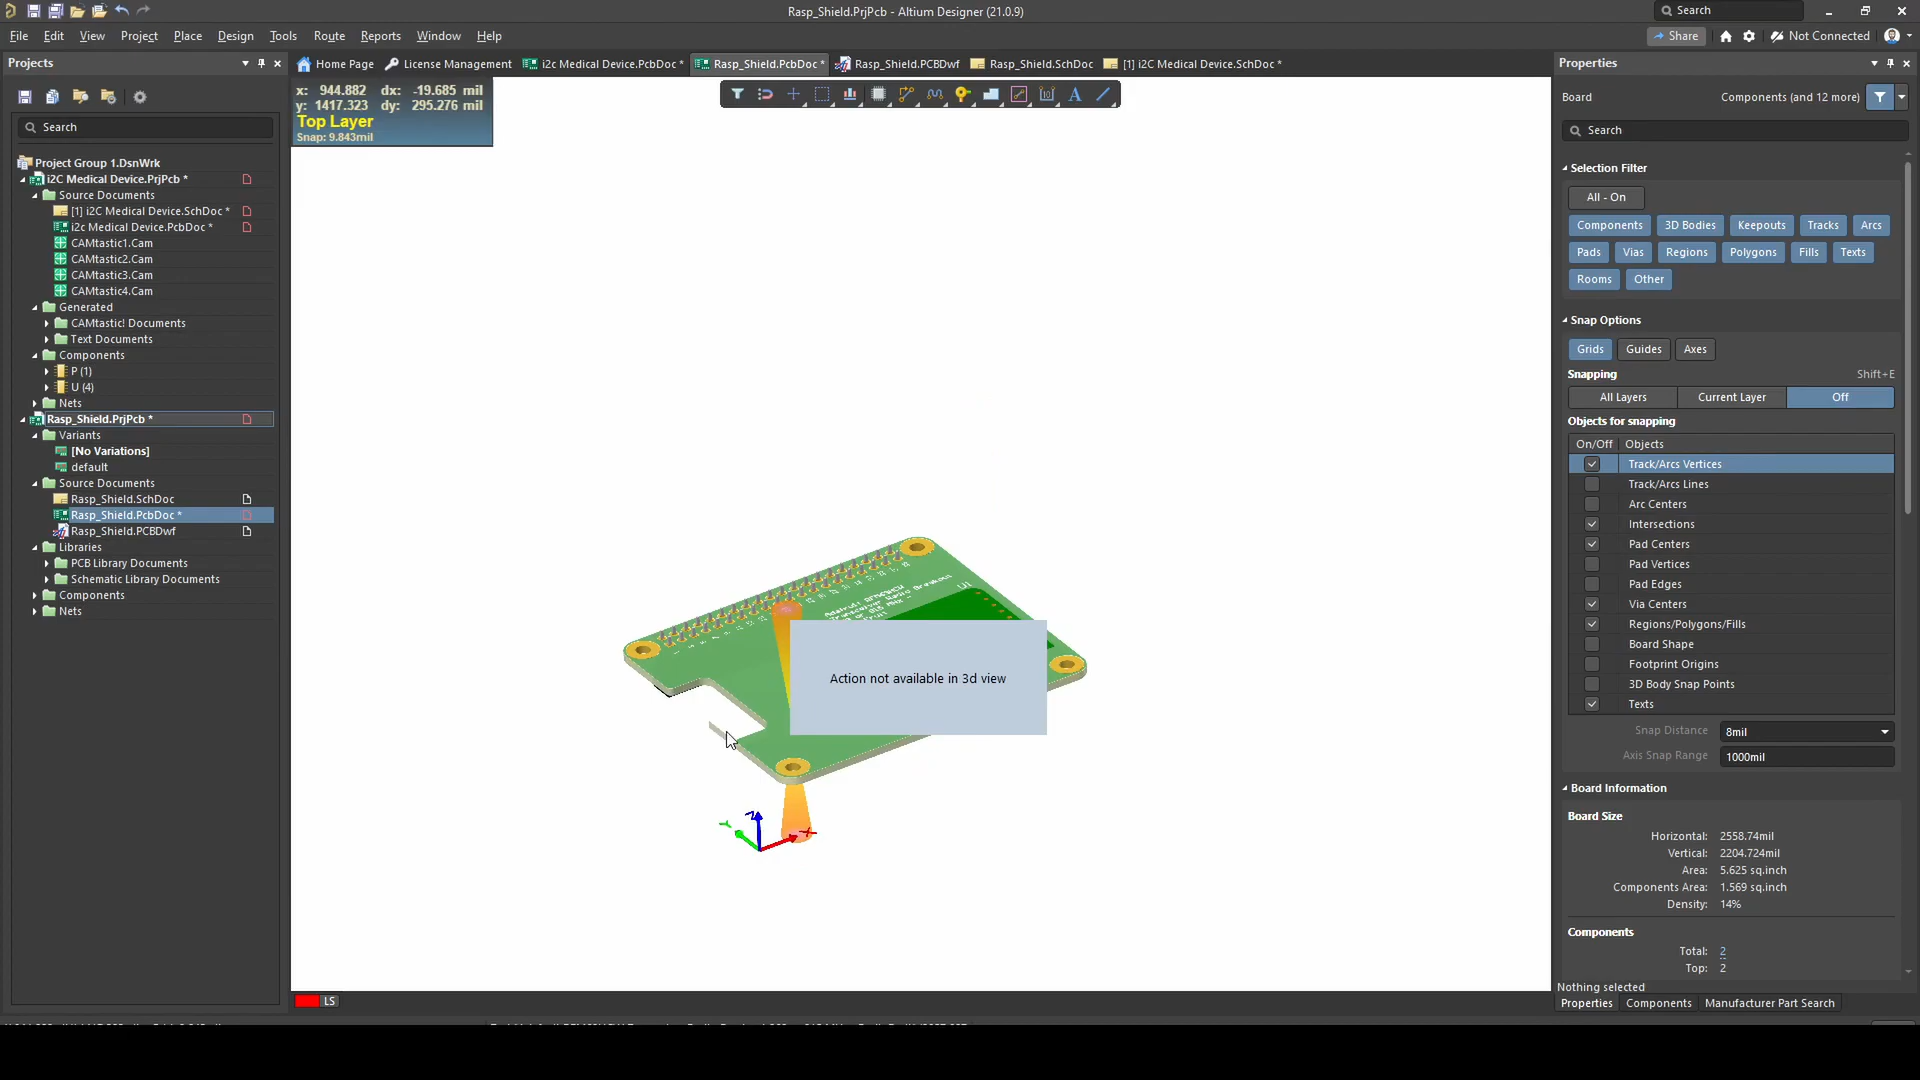 Rasp_Shield.PrjPcb - Altium Designer (21.0.9)
Search
File Edit View Project Place Design Tools Route Reports Window Help
Share
Not Connected
Projects
Home Page
License Management
i2c Medical Device.PcbDoc *
Rasp_Shield.PcbDoc *
Rasp_Shield.PCBDwf
Rasp_Shield.SchDoc
[1] i2C Medical Device.SchDoc *
Properties
x: 944.882 dx: -19.685 mil
y: 1417.323 dy: 295.276 mil
Top Layer
Snap: 9.843mil
Board
Components (and 12 more)
Search
Search
Project Group 1.DsnWrk
i2C Medical Device.PrjPcb *
Source Documents
[1] i2C Medical Device.SchDoc *
i2c Medical Device.PcbDoc *
CAMtastic1.Cam
CAMtastic2.Cam
CAMtastic3.Cam
CAMtastic4.Cam
Generated
CAMtastic! Documents
Text Documents
Components
P (1)
U (4)
Nets
Rasp_Shield.PrjPcb *
Variants
[No Variations]
default
Source Documents
Rasp_Shield.SchDoc
Rasp_Shield.PcbDoc *
Rasp_Shield.PCBDwf
Libraries
PCB Library Documents
Schematic Library Documents
Components
Nets
Action not available in 3d view
LS
Selection Filter
All - On
Components 3D Bodies Keepouts Tracks Arcs
Pads Vias Regions Polygons Fills Texts
Rooms Other
Snap Options
Grids Guides Axes
Snapping Shift+E
All Layers Current Layer Off
Objects for snapping
On/Off Objects
Track/Arcs Vertices
Track/Arcs Lines
Arc Centers
Intersections
Pad Centers
Pad Vertices
Pad Edges
Via Centers
Regions/Polygons/Fills
Board Shape
Footprint Origins
3D Body Snap Points
Texts
Snap Distance 8mil
Axis Snap Range 1000mil
Board Information
Board Size
Horizontal: 2558.74mil
Vertical: 2204.724mil
Area: 5.625 sq.inch
Components Area: 1.569 sq.inch
Density: 14%
Components
Total: 2
Top: 2
Nothing selected
Properties Components Manufacturer Part Search